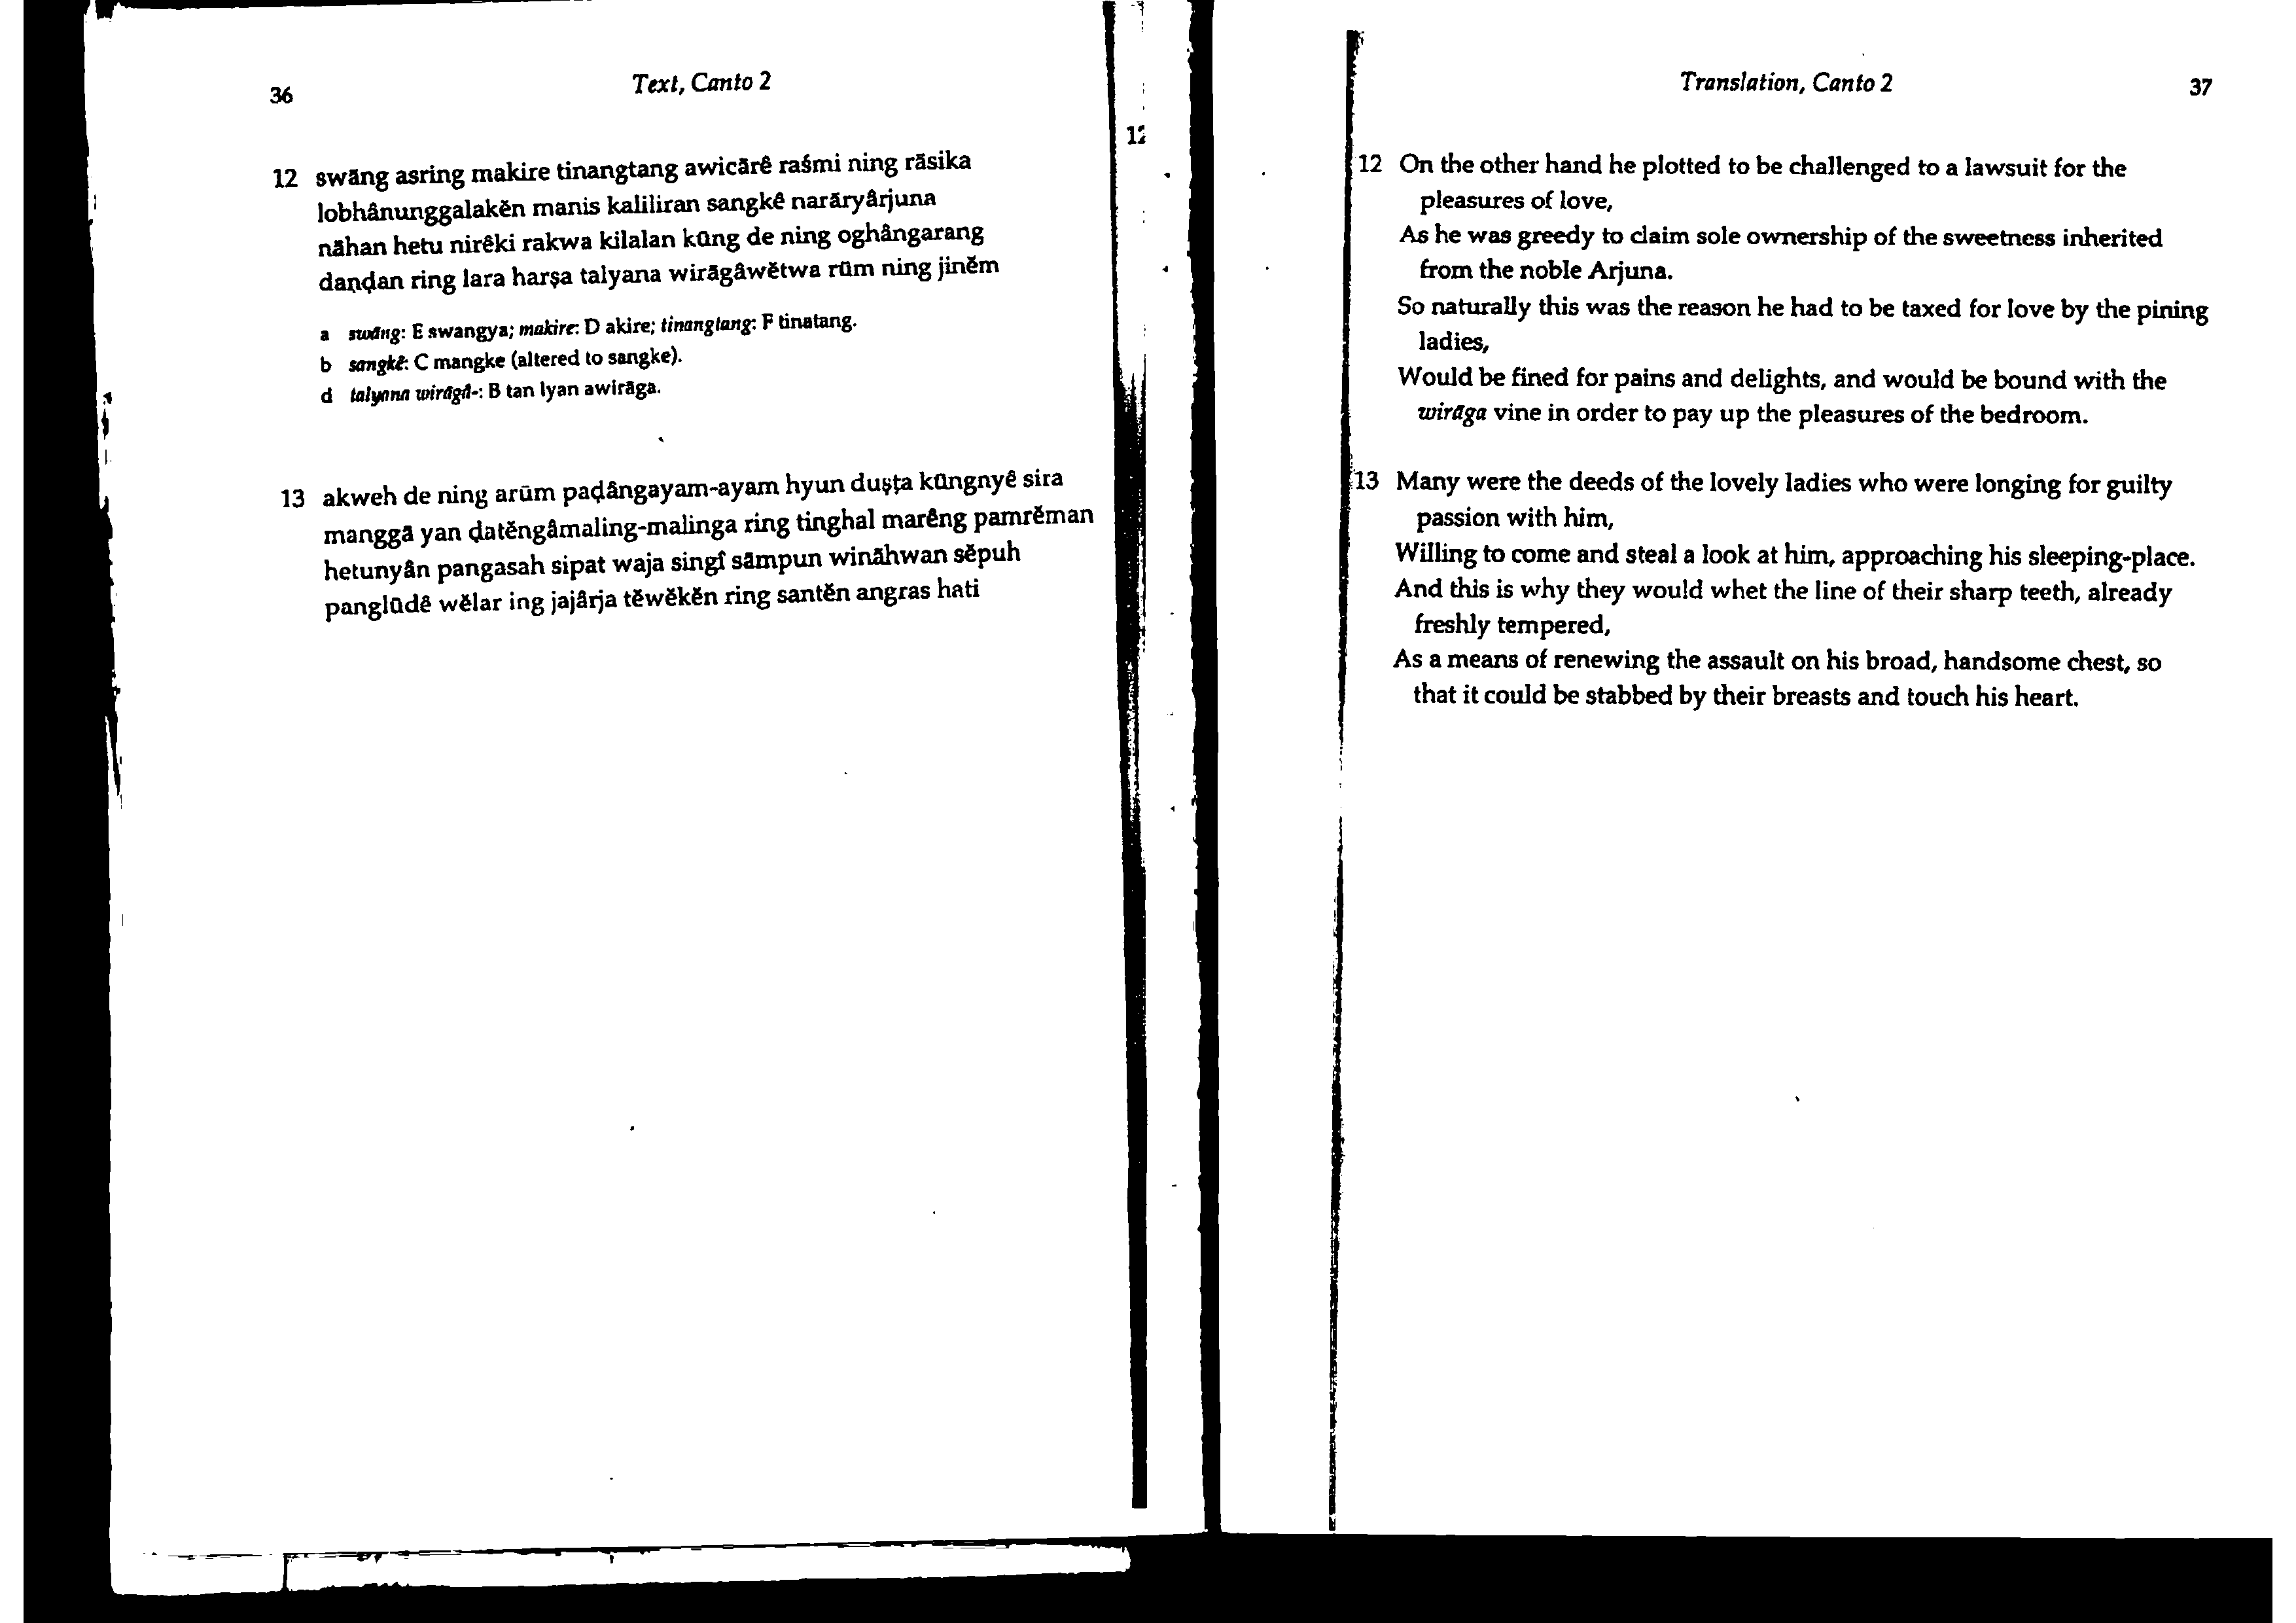 36
Text, Canto 2
12 swāng asring makire tinangtang awicārê raśmi ning rāsika
lobhânunggalakĕn manis kaliliran sangkê narāryârjuna
nāhan hetu nirêki rakwa kilalan kūng de ning oghângarang
daṇḍan ring lara harṣa talyana wirāgâwĕtwa rūm ning jinĕm
a swāng: E swangya; makire: D akire; tinangtang: F tinatang.
b sangkê: C mangke (altered to sangke).
d talyana wirāgâ-: B tan lyan awirāga.
13 akweh de ning arūm paḍângayam-ayam hyun duṣṭa kūngnyê sira
manggā yan ḍatĕngâmaling-malinga ring tinghal marêng pamrĕman
hetunyân pangasah sipat waja singî sāmpun wināhwan sĕpuh
panglūdê wĕlar ing jajârja tĕwĕkĕn ring santĕn angras hati
12
Translation, Canto 2
37
12 On the other hand he plotted to be challenged to a lawsuit for the
pleasures of love,
As he was greedy to claim sole ownership of the sweetness inherited
from the noble Arjuna.
So naturally this was the reason he had to be taxed for love by the pining
ladies,
Would be fined for pains and delights, and would be bound with the
wirāga vine in order to pay up the pleasures of the bedroom.
13 Many were the deeds of the lovely ladies who were longing for guilty
passion with him,
Willing to come and steal a look at him, approaching his sleeping-place.
And this is why they would whet the line of their sharp teeth, already
freshly tempered,
As a means of renewing the assault on his broad, handsome chest, so
that it could be stabbed by their breasts and touch his heart.